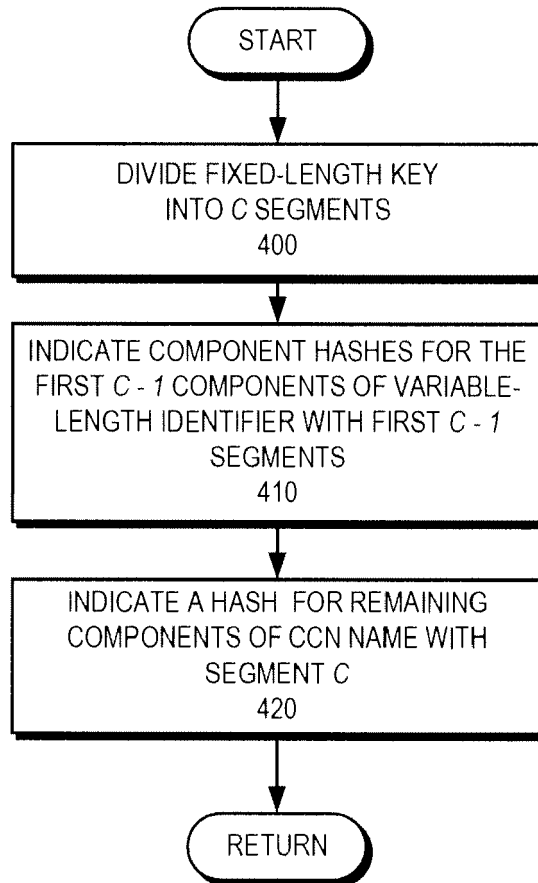 START
DIVIDE FIXED-LENGTH KEY
INTO C SEGMENTS
400
INDICATE COMPONENT HASHES FOR THE
FIRST C - 1 COMPONENTS OF VARIABLE-
LENGTH IDENTIFIER WITH FIRST C - 1
SEGMENTS
410
INDICATE A HASH FOR REMAINING
COMPONENTS OF CCN NAME WITH
SEGMENT C
420
RETURN